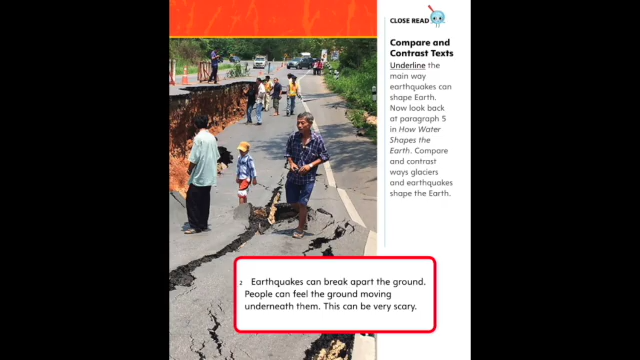 CLOSE READ
Compare and
Contrast Texts
Underline the
main way
earthquakes can
shape Earth.
Now look back
at paragraph 5
in How Water
Shapes the
Earth. Compare
and contrast
ways glaciers
and earthquakes
shape the Earth.
2 Earthquakes can break apart the ground.
People can feel the ground moving
underneath them. This can be very scary.